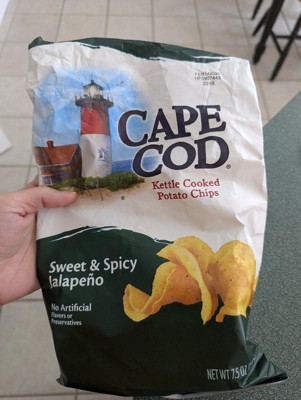 CAPE
COD®
Kettle Cooked
Potato Chips
Sweet & Spicy
Jalapeño
No Artificial
Flavors or
Preservatives
NET WT 7.5 OZ